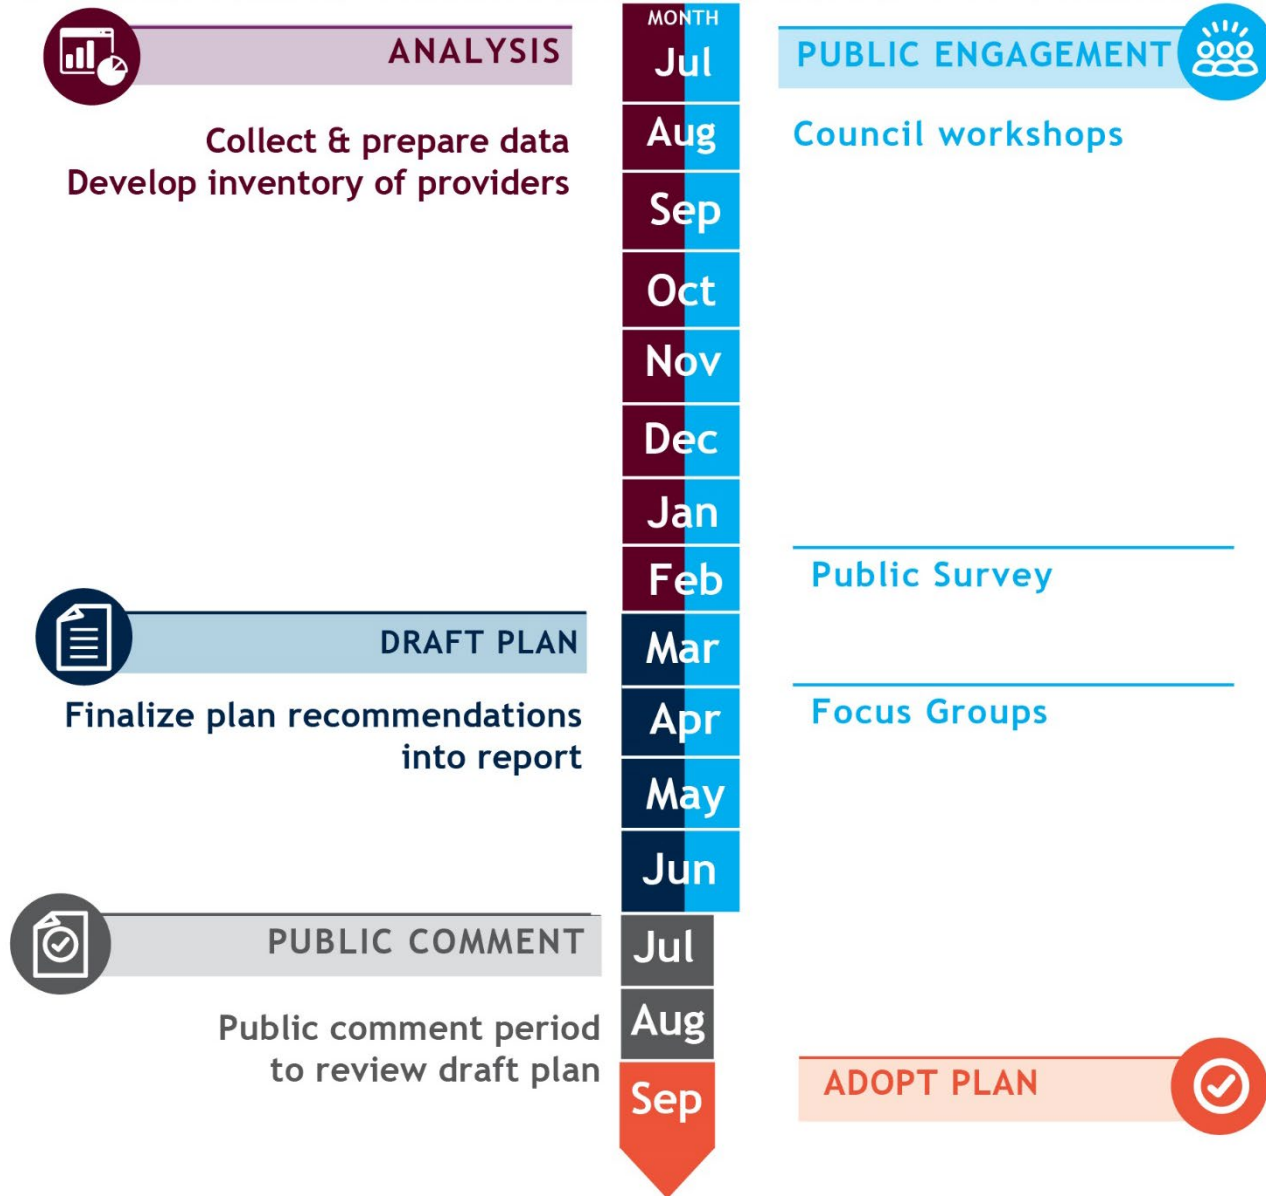 MONTH
ANALYSIS
Jul
PUBLIC ENGAGEMENT
Collect & prepare data
Develop inventory of providers
Aug
Council workshops
Sep
Oct
Nov
Dec
Jan
Feb
Public Survey
DRAFT PLAN
Mar
Finalize plan recommendations
into report
Apr
Focus Groups
May
Jun
PUBLIC COMMENT
Jul
Public comment period
to review draft plan
Aug
Sep
ADOPT PLAN